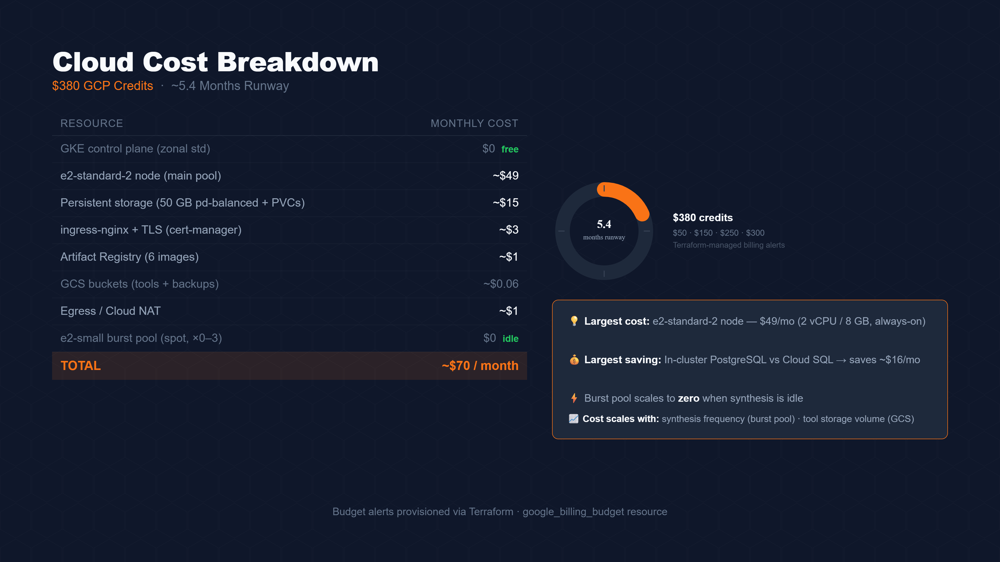 Cloud Cost Breakdown
$380 GCP Credits · ~5.4 Months Runway
RESOURCE MONTHLY COST
GKE control plane (zonal std) $0 free
e2-standard-2 node (main pool) ~$49
Persistent storage (50 GB pd-balanced + PVCs) ~$15
ingress-nginx + TLS (cert-manager) ~$3
Artifact Registry (6 images) ~$1
GCS buckets (tools + backups) ~$0.06
Egress / Cloud NAT ~$1
e2-small burst pool (spot, ×0–3) $0 idle
TOTAL ~$70 / month
5.4
months runway
$380 credits
$50 · $150 · $250 · $300
Terraform-managed billing alerts
💡 Largest cost: e2-standard-2 node — $49/mo (2 vCPU / 8 GB, always-on)
💰 Largest saving: In-cluster PostgreSQL vs Cloud SQL → saves ~$16/mo
⚡ Burst pool scales to zero when synthesis is idle
📈 Cost scales with: synthesis frequency (burst pool) · tool storage volume (GCS)
Budget alerts provisioned via Terraform · google_billing_budget resource